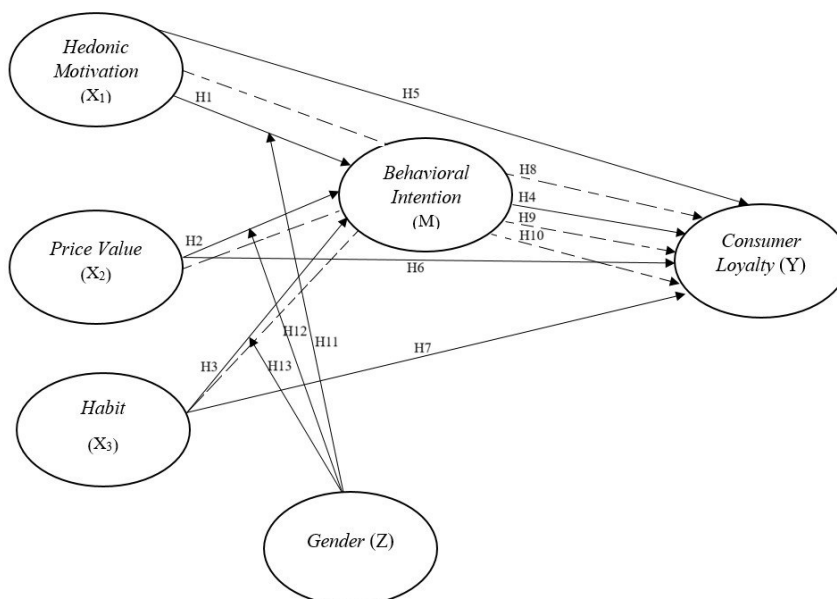 Hedonic
Motivation
(X₁)
H5
H1
Behavioral
Intention
(M)
H8
H4
H9
H10
Price Value
(X₂)
H2
H6
Consumer
Loyalty (Y)
H12
H11
H3
H13
H7
Habit
(X₃)
Gender (Z)